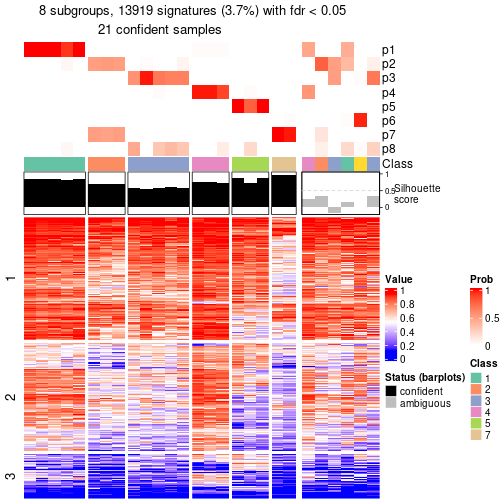 8 subgroups, 13919 signatures (3.7%) with fdr < 0.05
21 confident samples
p1
p2
p3
p4
p5
p6
p7
p8
Class
1
0.5
0
Silhouette
score
1
2
3
Value
1
0.8
0.6
0.4
0.2
0
Status (barplots)
confident
ambiguous
Prob
1
0.5
0
Class
1
2
3
4
5
7